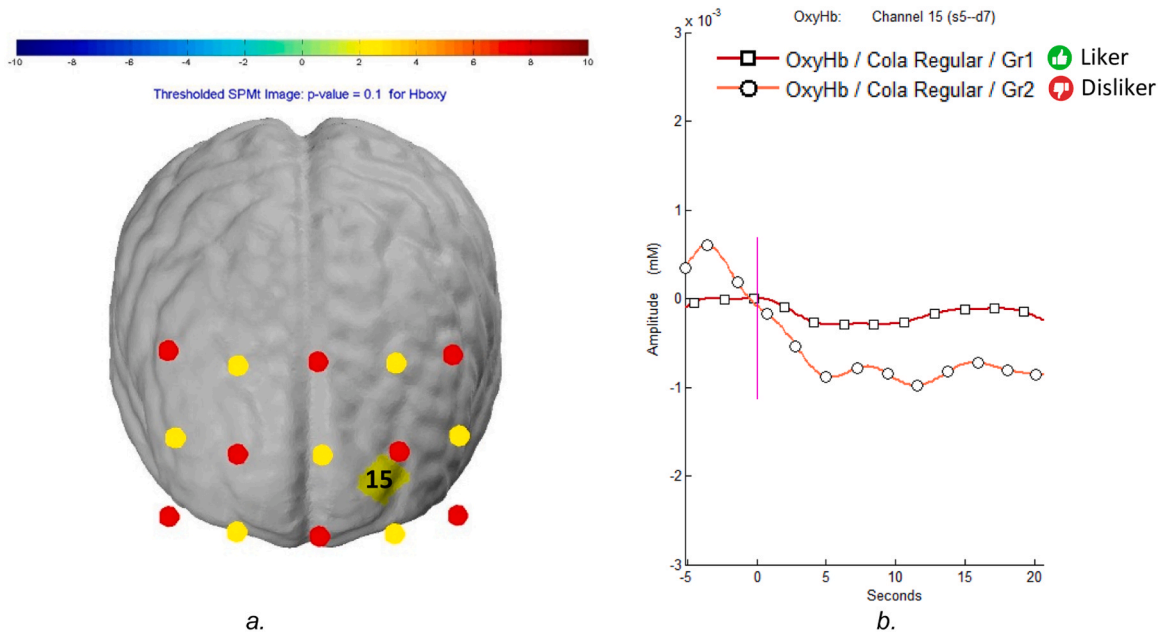 -10 -8 -6 -4 -2 0 2 4 6 8 10
Thresholded SPMt Image: p-value = 0.1 for Hboxy
15
a.
OxyHb: Channel 15 (s5--d7)
x 10⁻³
3
2
1
0
-1
-2
-3
Amplitude (mM)
OxyHb / Cola Regular / Gr1 Liker
OxyHb / Cola Regular / Gr2 Disliker
-5 0 5 10 15 20
Seconds
b.